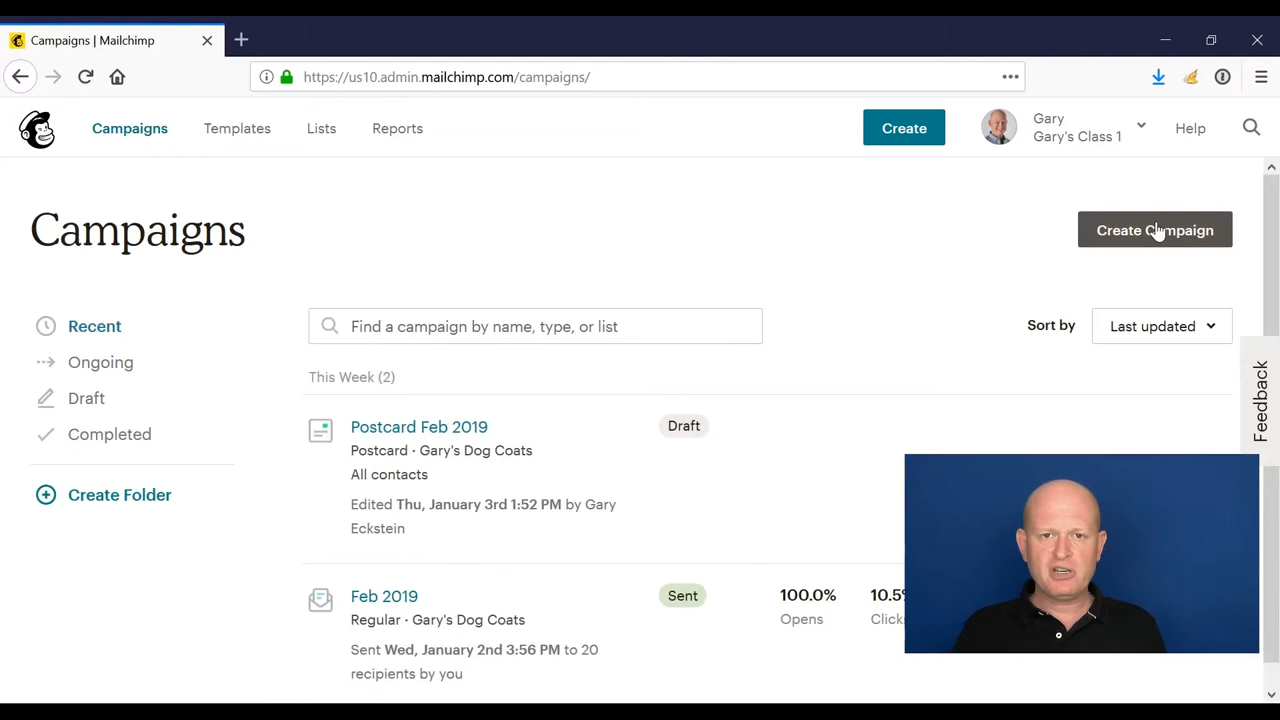 Campaigns | Mailchimp
https://us10.admin.mailchimp.com/campaigns/
Campaigns
Templates
Lists
Reports
Create
Gary
Gary's Class 1
Help
Campaigns
Create Campaign
Recent
Ongoing
Draft
Completed
Create Folder
Find a campaign by name, type, or list
Sort by
Last updated
This Week (2)
Postcard Feb 2019
Draft
Postcard · Gary's Dog Coats
All contacts
Edited Thu, January 3rd 1:52 PM by Gary
Eckstein
Feb 2019
Sent
100.0%
10.5%
Regular · Gary's Dog Coats
Opens
Clicks
Sent Wed, January 2nd 3:56 PM to 20
recipients by you
Feedback